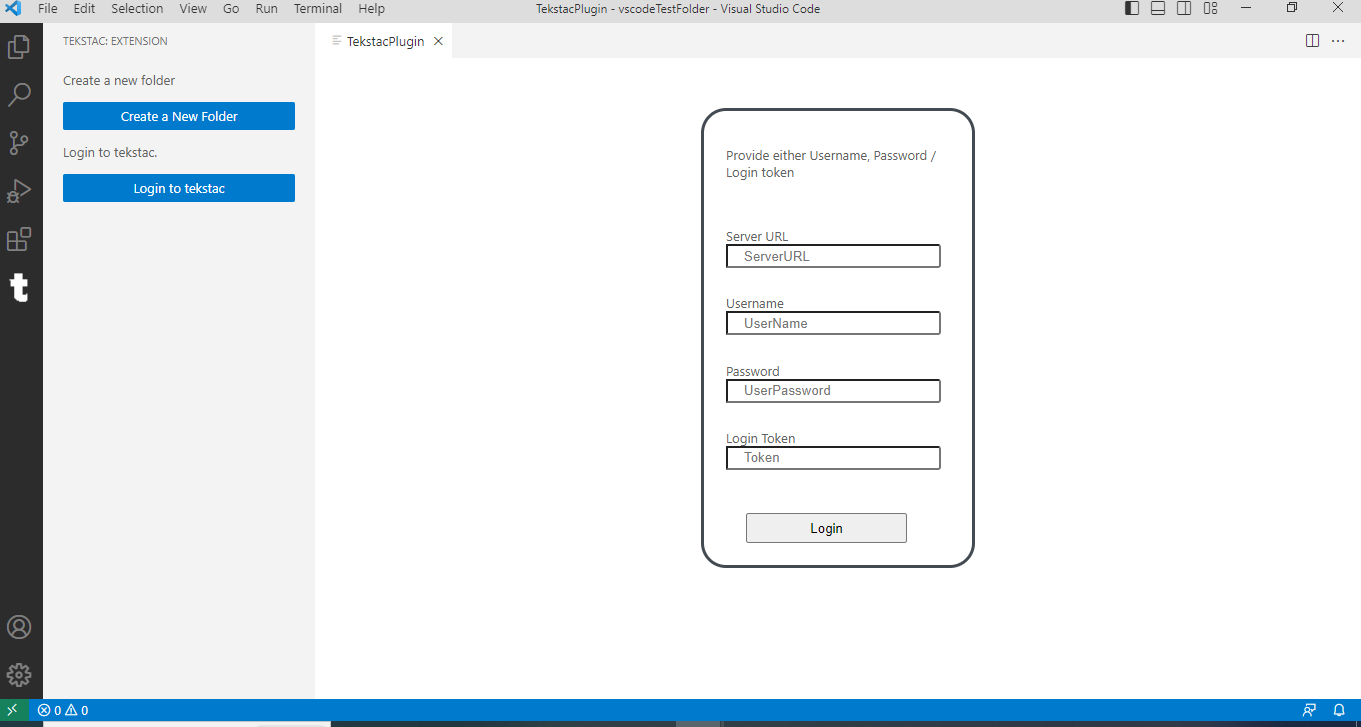 File Edit Selection View Go Run Terminal Help
TekstacPlugin - vscodeTestFolder - Visual Studio Code
TEKSTAC: EXTENSION
Create a new folder
Create a New Folder
Login to tekstac.
Login to tekstac
TekstacPlugin
Provide either Username, Password /
Login token
Server URL
ServerURL
Username
UserName
Password
UserPassword
Login Token
Token
Login
t
0 0